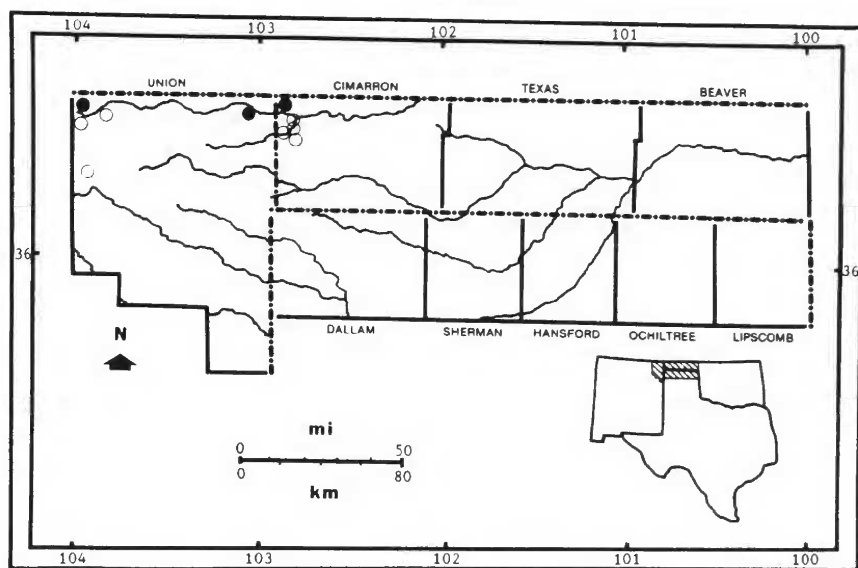 104 103 102 101 100
UNION CIMARRON TEXAS BEAVER
36 36
DALLAM SHERMAN HANSFORD OCHILTREE LIPSCOMB
N
mi
0 50
0 80
km
104 103 102 101 100